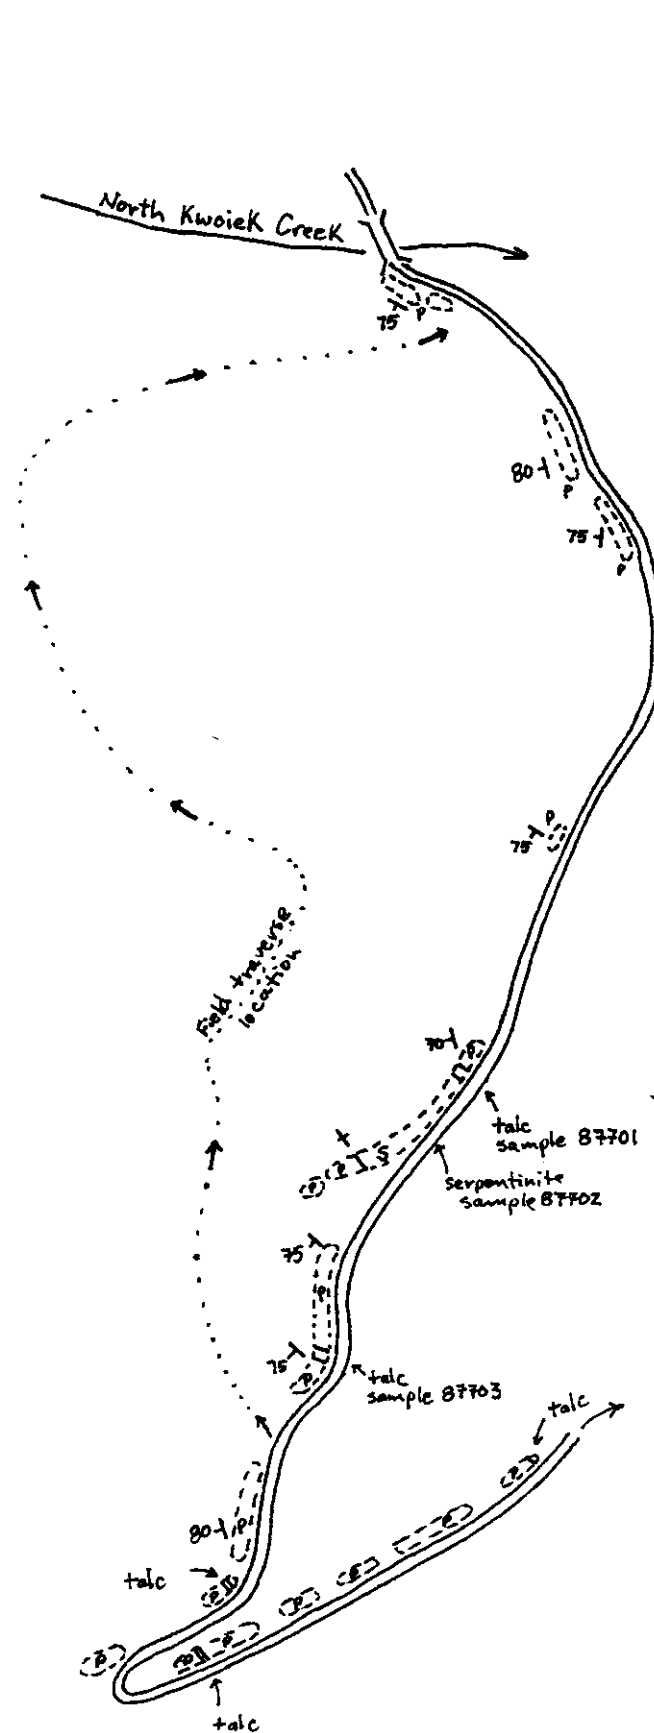 North Kwoiek Creek
75
P
80
P
75
P
P
75
Field traverse
location
70
P
talc
sample 87701
P
P
S
serpentinite
sample 87702
75
P
75
P
talc
sample 87703
talc
P
80
P
P
talc
P
P
P
P
P
P
talc